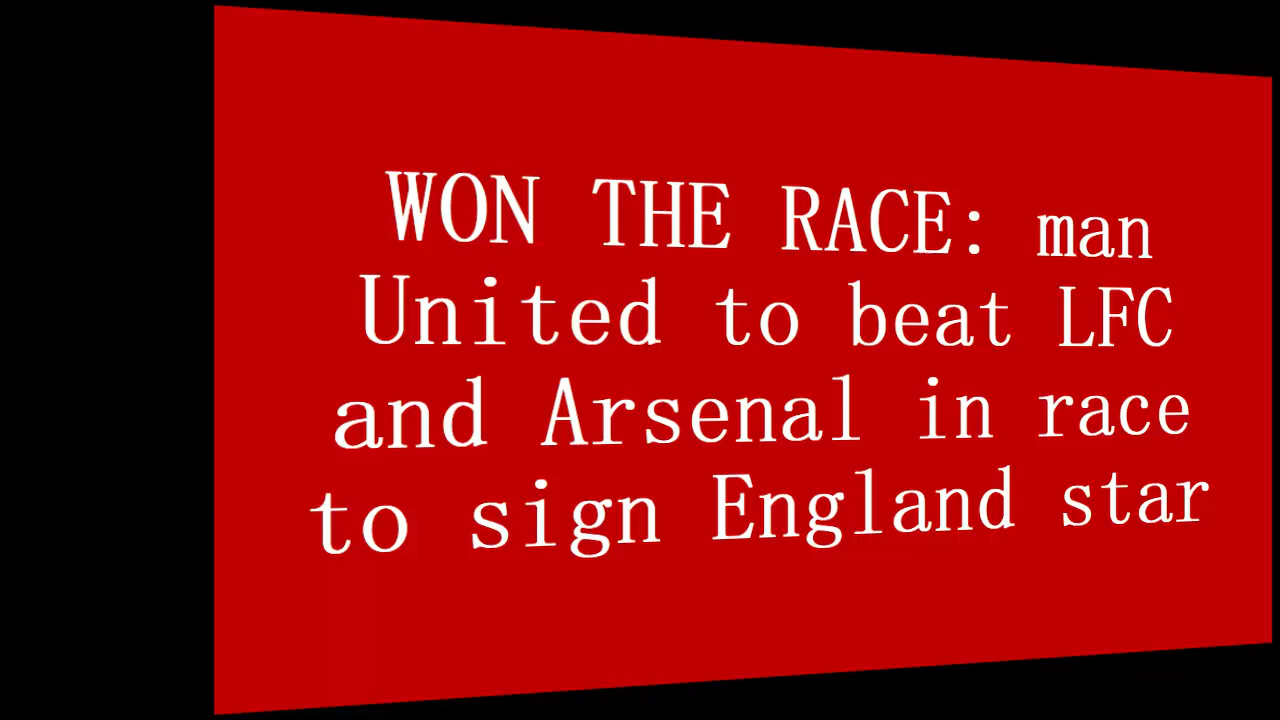 WON THE RACE: man
United to beat LFC
and Arsenal in race
to sign England star